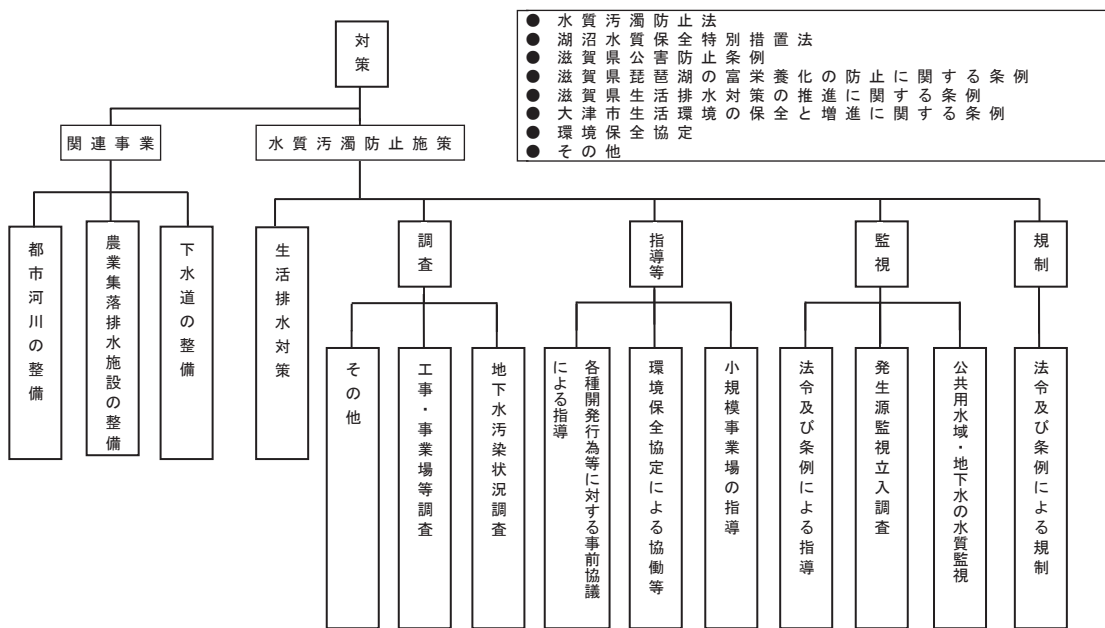 対策
● 水質汚濁防止法
● 湖沼水質保全特別措置法
● 滋賀県公害防止条例
● 滋賀県琵琶湖の富栄養化の防止に関する条例
● 滋賀県生活排水対策の推進に関する条例
● 大津市生活環境の保全と増進に関する条例
● 環境保全協定
● その他
関連事業
水質汚濁防止施策
都市河川の整備
農業集落排水施設の整備
下水道の整備
生活排水対策
調査
指導等
監視
規制
その他
工事・事業場等調査
地下水汚染状況調査
各種開発行為等に対する事前協議
による指導
環境保全協定による協働等
小規模事業場の指導
法令及び条例による指導
発生源監視立入調査
公共用水域・地下水の水質監視
法令及び条例による規制